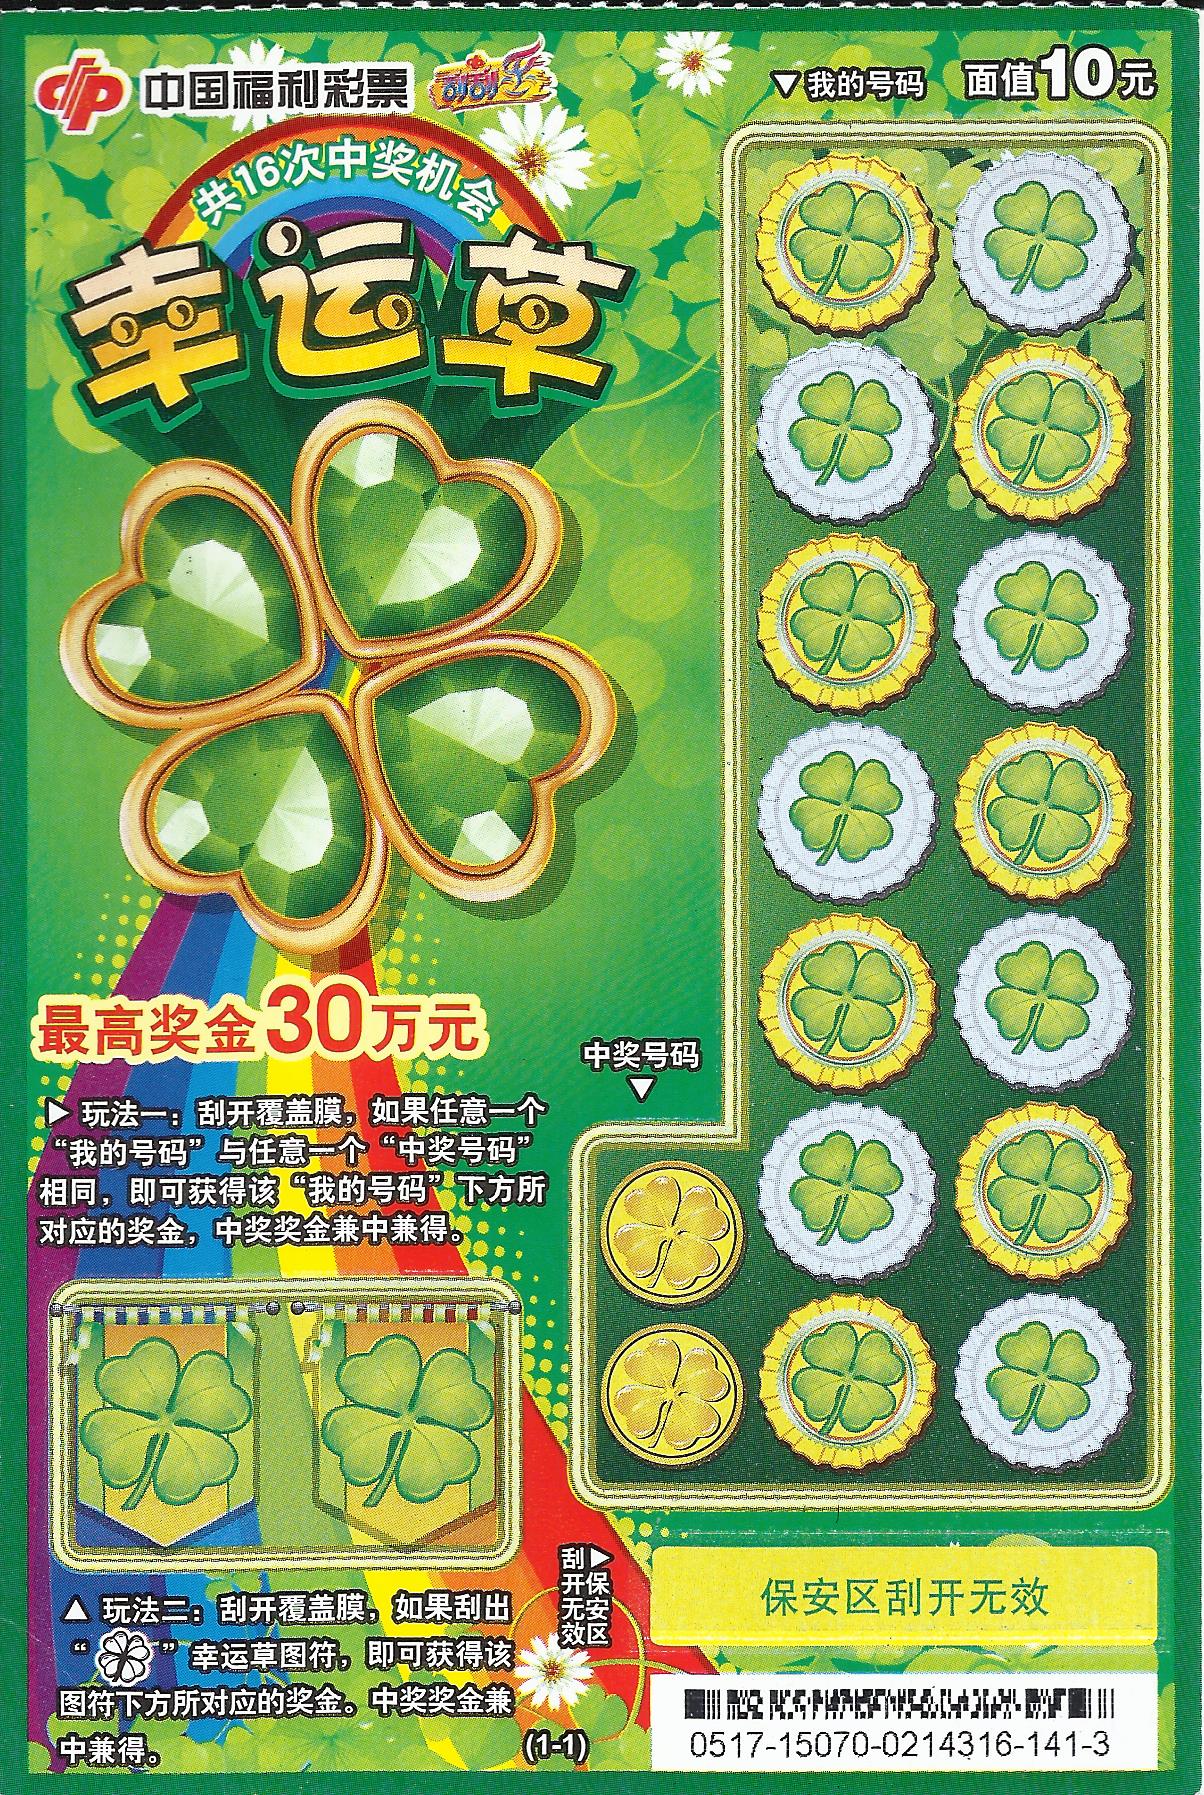 中国福利彩票 刮刮乐
▼我的号码 面值10元
共16次中奖机会
幸运草
最高奖金30万元
中奖号码
▼
▶ 玩法一：刮开覆盖膜，如果任意一个
“我的号码”与任意一个“中奖号码”
相同，即可获得该“我的号码”下方所
对应的奖金，中奖奖金兼中兼得。
▲ 玩法二：刮开覆盖膜，如果刮出
“ ”幸运草图符，即可获得该
图符下方所对应的奖金。中奖奖金兼
中兼得。
(1-1)
刮▶
开保
无安
效区
保安区刮开无效
0517-15070-0214316-141-3